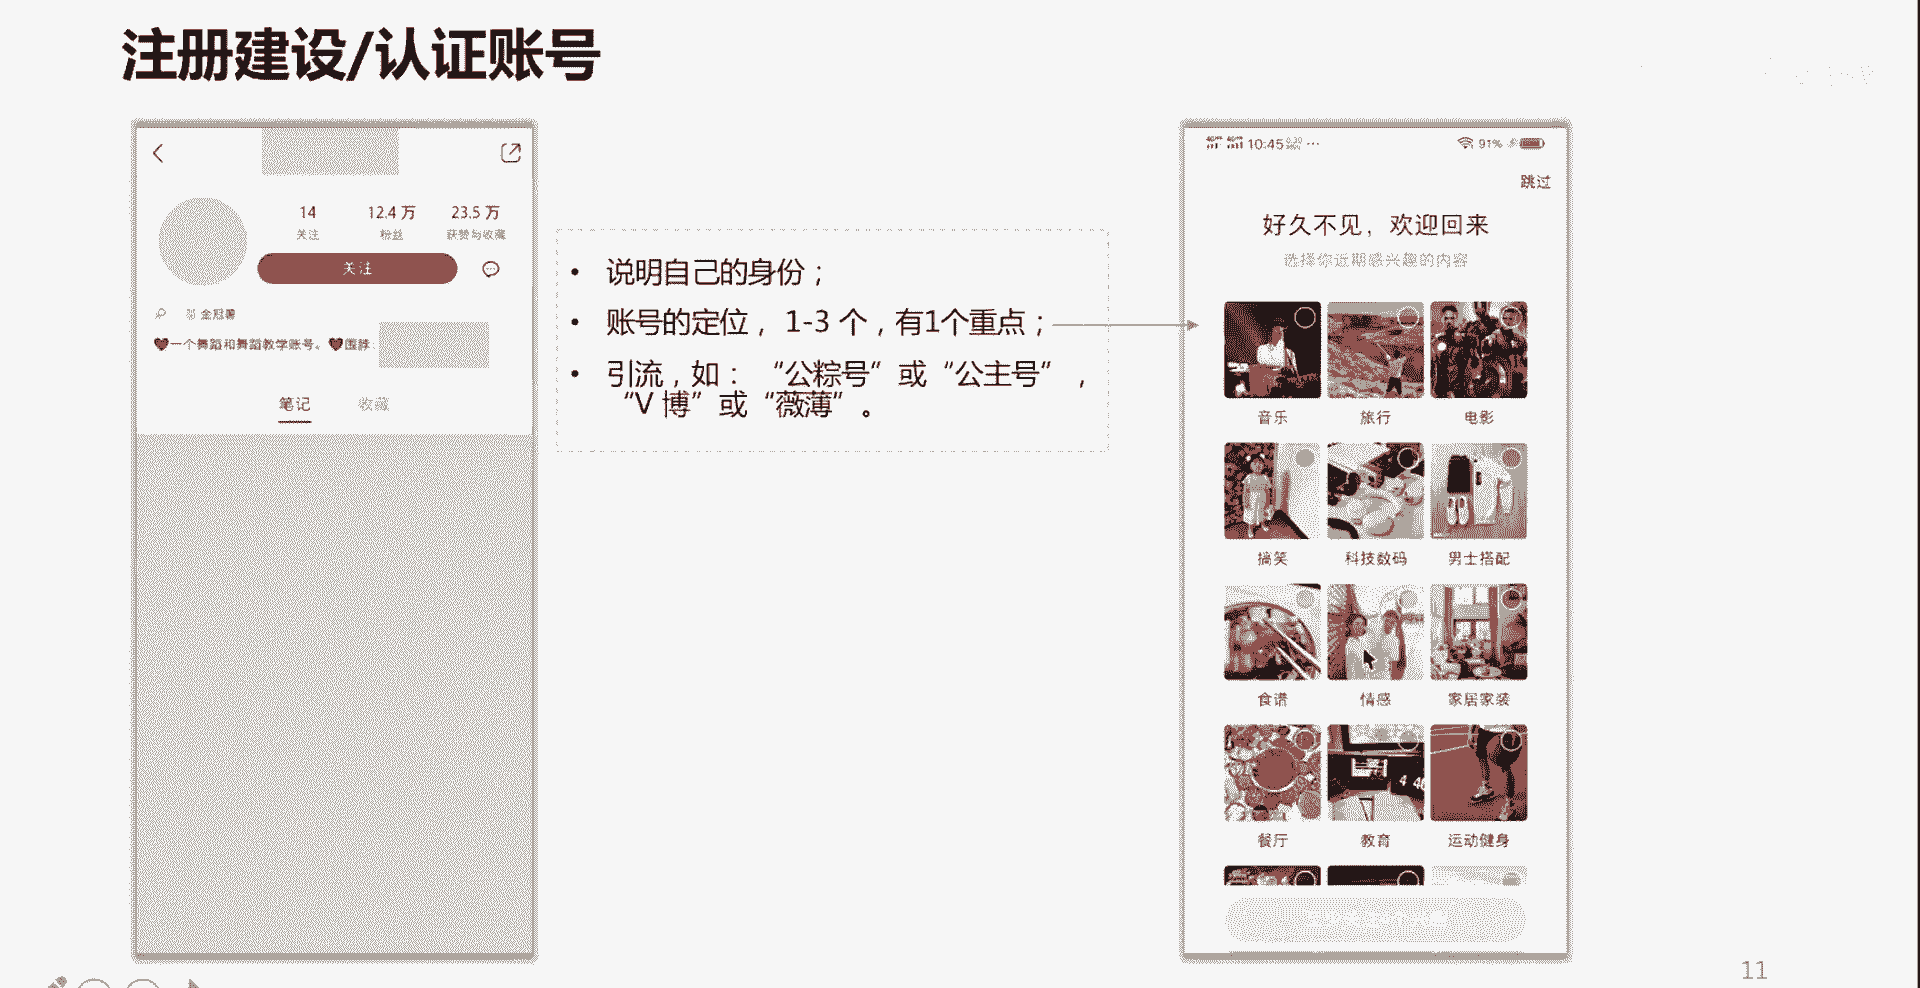 注册建设/认证账号
14
12.4 万
23.5 万
关注
粉丝
获赞与收藏
关注
金冠薯
一个舞蹈和舞蹈教学账号。
围脖:
笔记
收藏
• 说明自己的身份；
• 账号的定位，1-3 个，有1个重点；
• 引流，如：“公粽号”或“公主号”，
“V 博”或“薇薄”。
10:45
91%
跳过
好久不见，欢迎回来
选择你近期感兴趣的内容
音乐
旅行
电影
搞笑
科技数码
男士搭配
食谱
情感
家居家装
餐厅
教育
运动健身
11